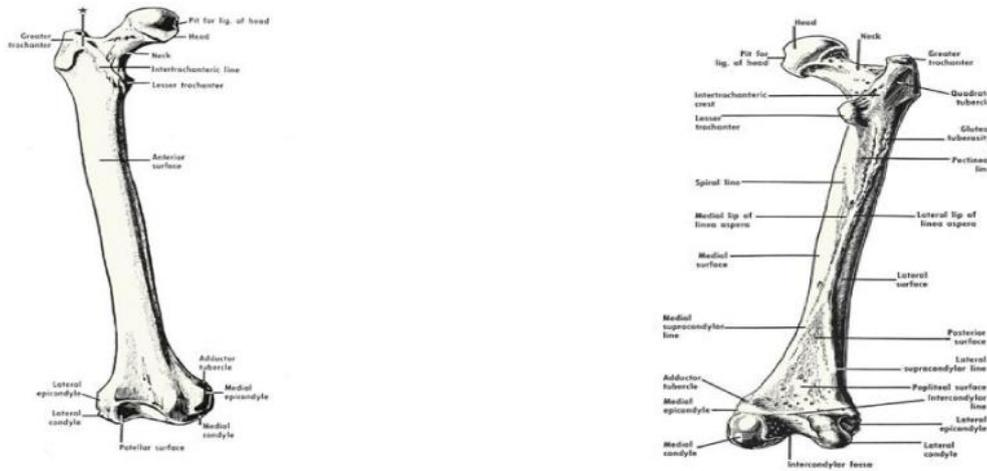 Pit for lig. of head
Greater
trochanter
Head
Neck
Intertrochanteric line
Lesser trochanter
Anterior
surface
Adductor
tubercle
Lateral
epicondyle
Medial
epicondyle
Lateral
condyle
Medial
condyle
Patellar surface
Head
Neck
Pit for
lig. of head
Greater
trochanter
Intertrochanteric
crest
Quadrate
tubercle
Lesser
trochanter
tuberosity
Spiral line
Medial lip of
linea aspera
Lateral lip of
linea aspera
Medial
surface
Lateral
surface
Medial
supracondylar
line
Posterior
surface
Lateral
supracondylar line
Adductor
tubercle
Popliteal surface
Medial
epicondyle
Intercondylar
line
Lateral
epicondyle
Medial
condyle
Lateral
condyle
Intercondylar fossa